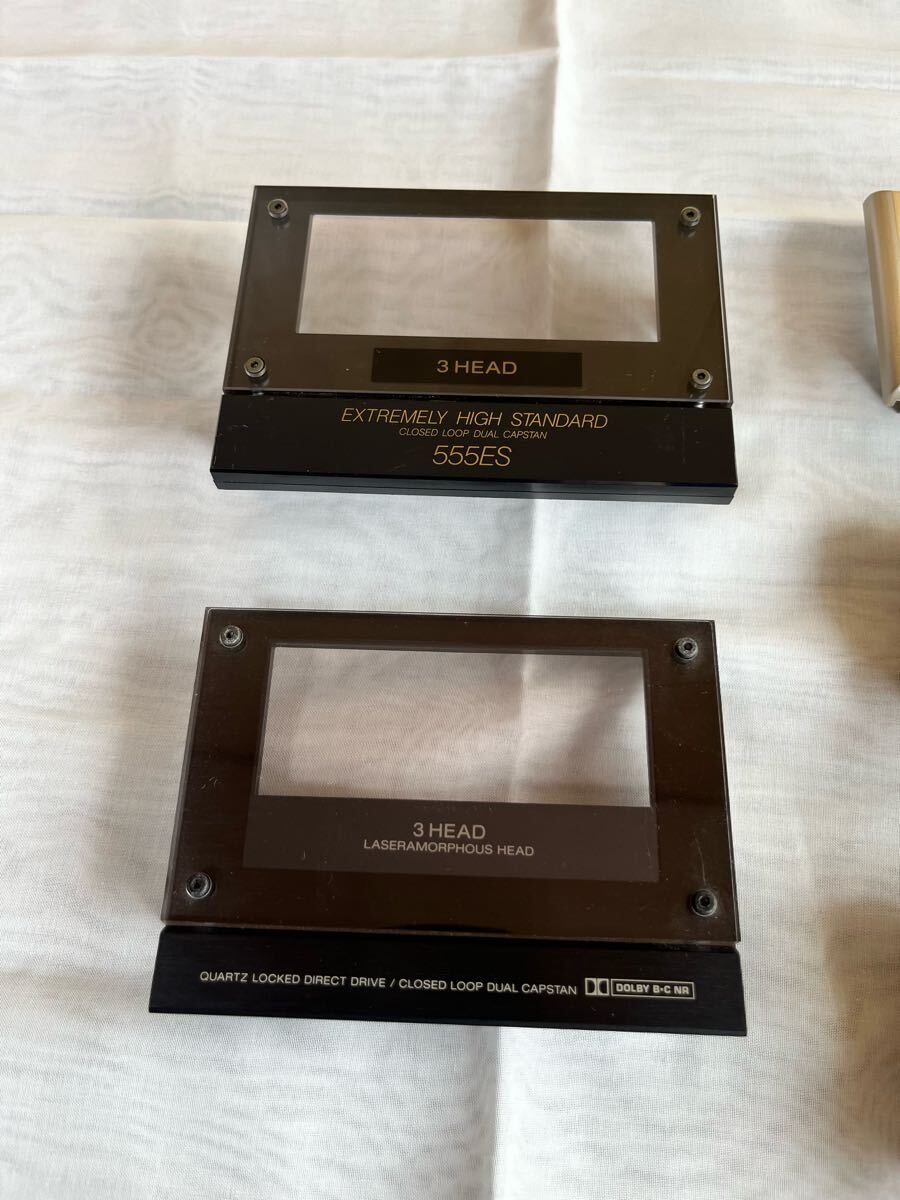 3 HEAD
EXTREMELY HIGH STANDARD
CLOSED LOOP DUAL CAPSTAN
555ES
3 HEAD
LASERAMORPHOUS HEAD
QUARTZ LOCKED DIRECT DRIVE / CLOSED LOOP DUAL CAPSTAN DOLBY B•C NR